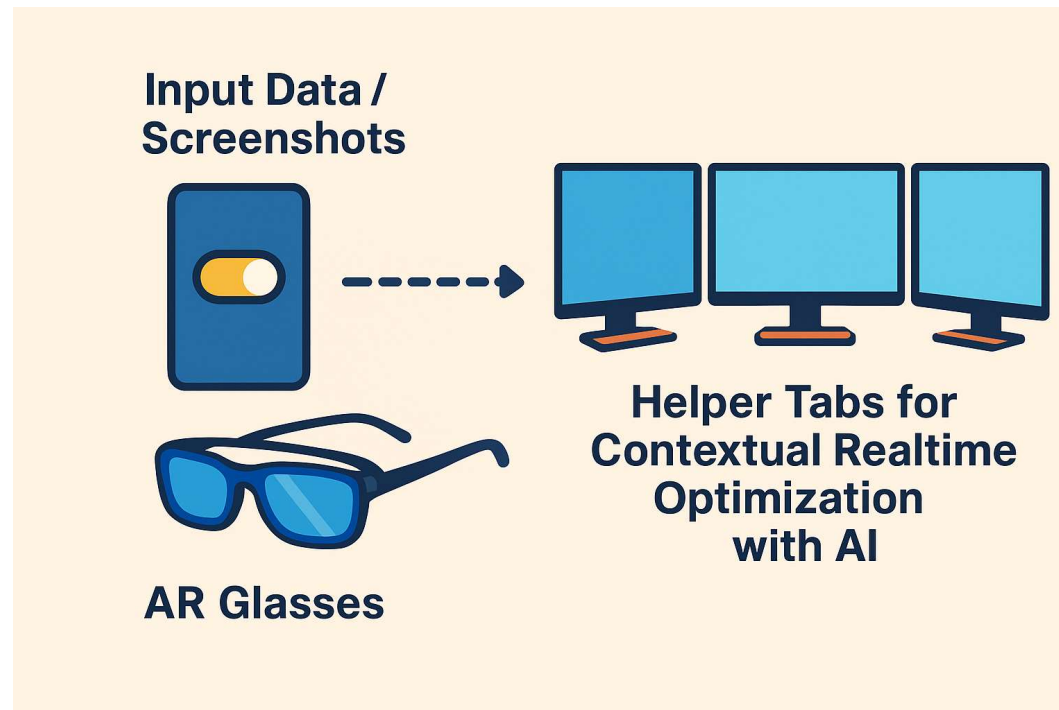 Input Data /
Screenshots
AR Glasses
Helper Tabs for
Contextual Realtime
Optimization
with AI